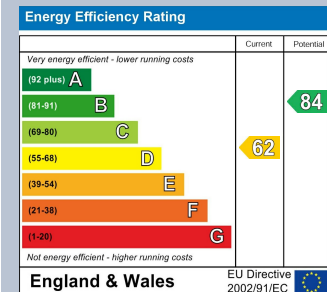 Energy Efficiency Rating
Current Potential
Very energy efficient - lower running costs
(92 plus) A
(81-91) B
84
(69-80) C
62
(55-68) D
(39-54) E
(21-38) F
(1-20) G
Not energy efficient - higher running costs
England & Wales
EU Directive
2002/91/EC